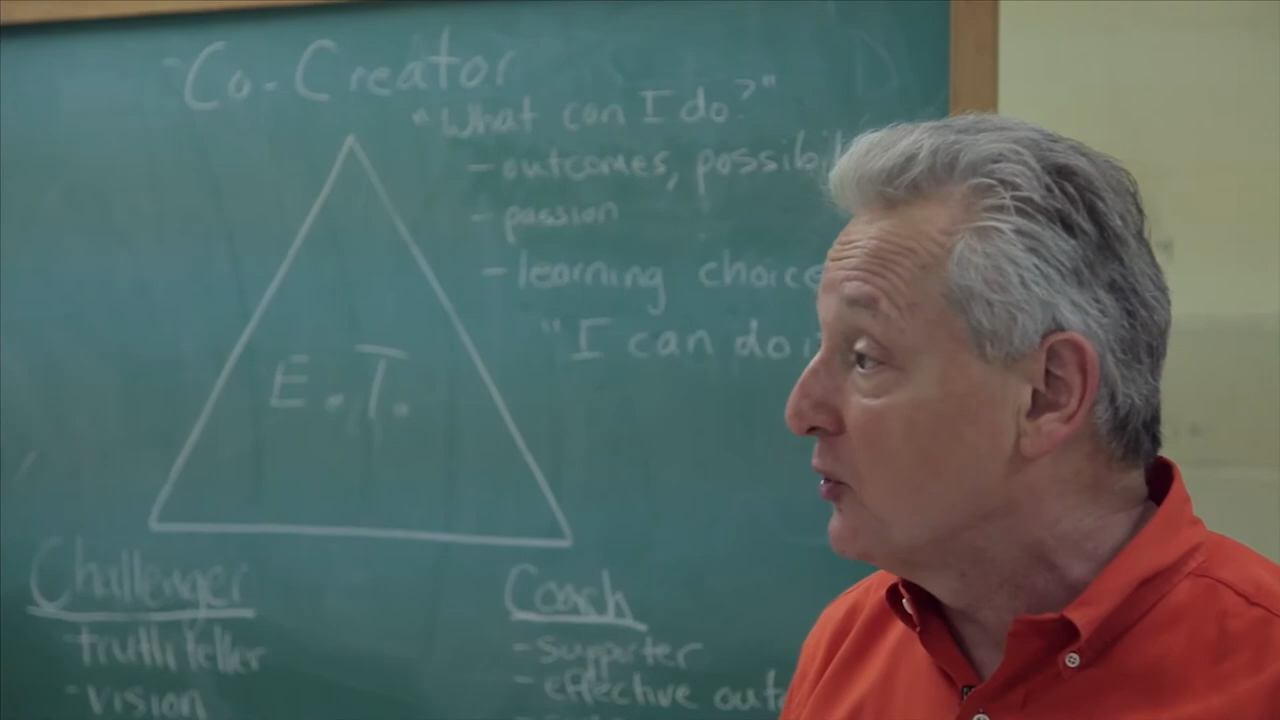 Co-Creator
"What can I do?"
- outcomes, possibil
- passion
- learning choice
"I can do i
E.T.
Challenger
- truth teller
- vision
Coach
- supporter
- effective out